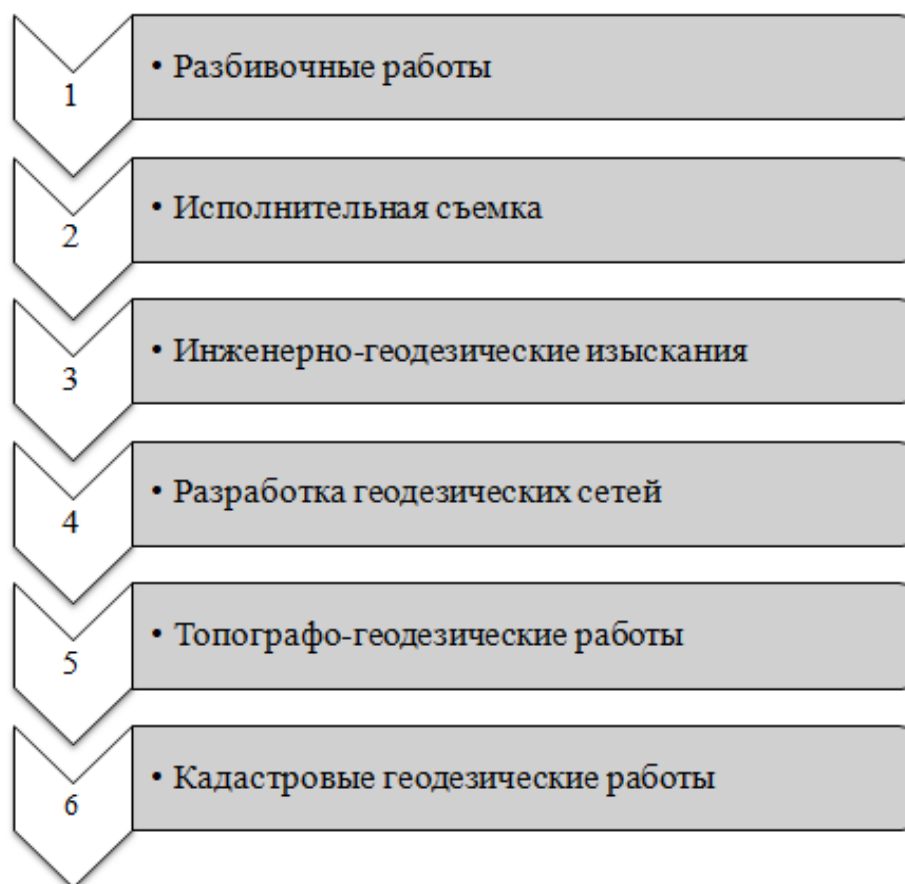 1
• Разбивочные работы
2
• Исполнительная съемка
3
• Инженерно-геодезические изыскания
4
• Разработка геодезических сетей
5
• Топографо-геодезические работы
6
• Кадастровые геодезические работы